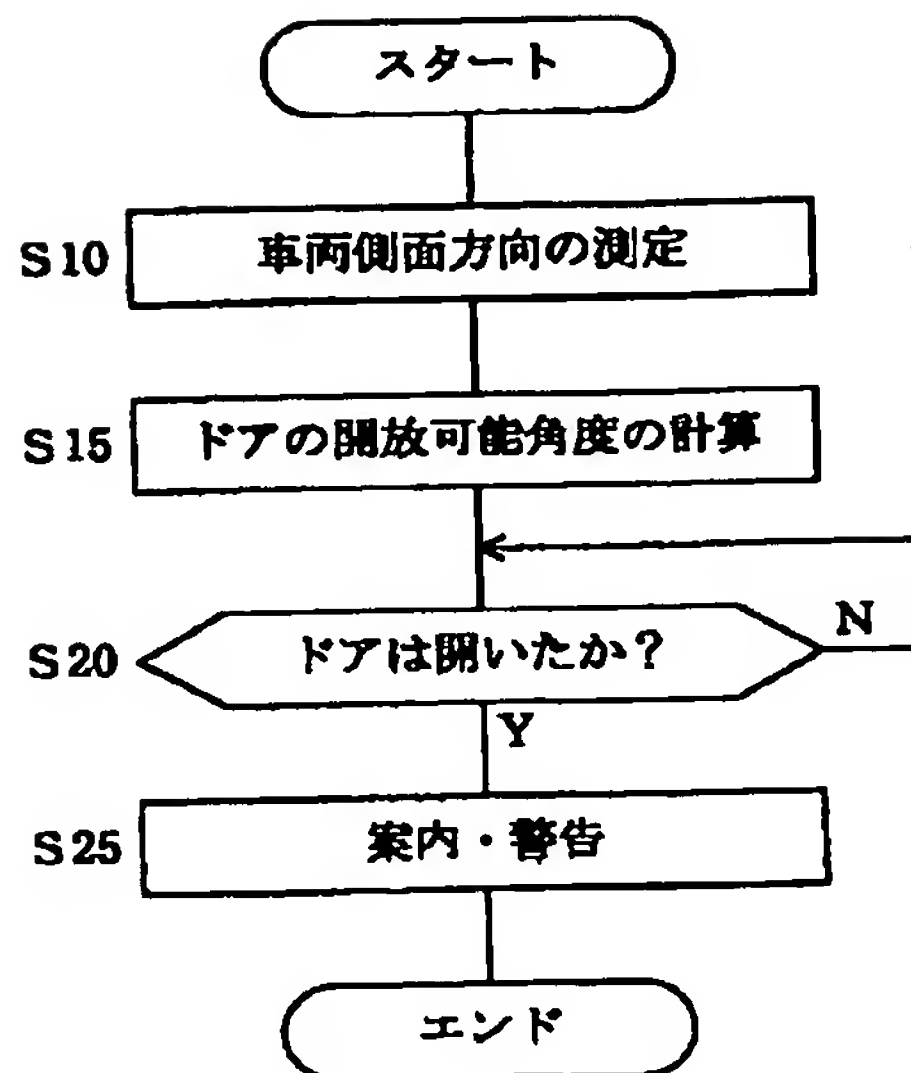 スタート
S10 車両側面方向の測定
S15 ドアの開放可能角度の計算
S20 ドアは開いたか? N
Y
S25 案内・警告
エンド